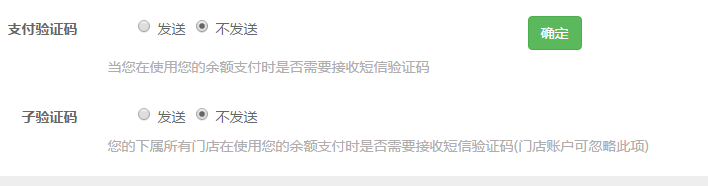 支付验证码 发送 不发送 确定
当您在使用您的余额支付时是否需要接收短信验证码
子验证码 发送 不发送
您的下属所有门店在使用您的余额支付时是否需要接收短信验证码(门店账户可忽略此项)